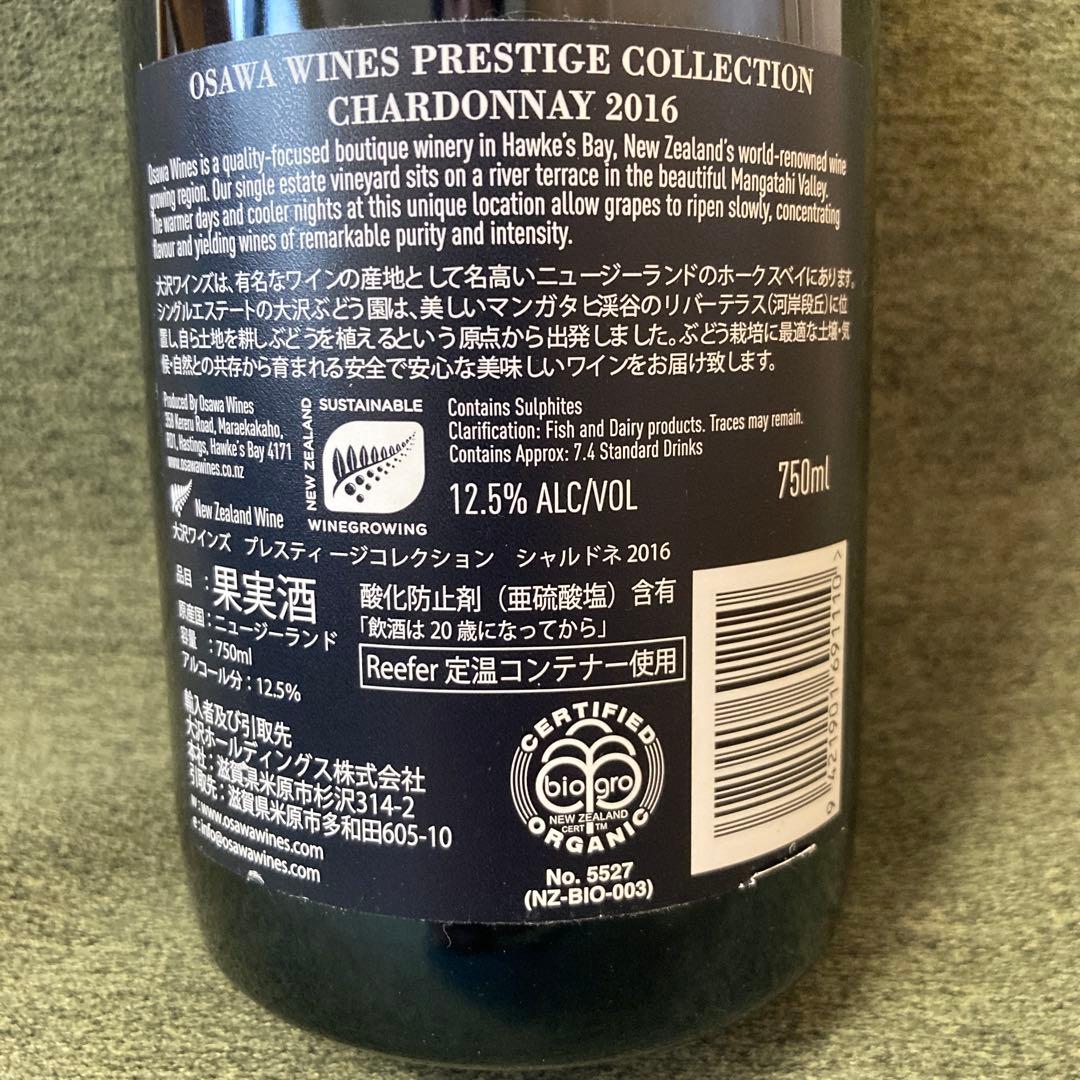 OSAWA WINES PRESTIGE COLLECTION
CHARDONNAY 2016
Osawa Wines is a quality-focused boutique winery in Hawke's Bay, New Zealand's world-renowned wine
growing region. Our single estate vineyard sits on a river terrace in the beautiful Mangatahi Valley.
The warmer days and cooler nights at this unique location allow grapes to ripen slowly, concentrating
flavour and yielding wines of remarkable purity and intensity.
大沢ワインズは、有名なワインの産地として名高いニュージーランドのホークスベイにあります。
シングルエステートの大沢ぶどう園は、美しいマンガタヒ渓谷のリバーテラス(河岸段丘)に位
置し、自ら土地を耕しぶどうを植えるという原点から出発しました。ぶどう栽培に最適な土壌・気
候・自然との共存から育まれる安全で安心な美味しいワインをお届け致します。
Produced By Osawa Wines
358 Kereru Road, Maraekakaho,
RD1, Hastings, Hawke's Bay 4171
www.osawawines.co.nz
New Zealand Wine
NEW ZEALAND
SUSTAINABLE
WINEGROWING
Contains Sulphites
Clarification: Fish and Dairy products. Traces may remain.
Contains Approx: 7.4 Standard Drinks
12.5% ALC/VOL
750ml
大沢ワインズ プレスティージコレクション シャルドネ 2016
品目 : 果実酒
原産国 : ニュージーランド
容量 : 750ml
アルコール分 : 12.5%
酸化防止剤（亜硫酸塩）含有
「飲酒は 20 歳になってから」
Reefer 定温コンテナー使用
輸入者及び引取先
大沢ホールディングス株式会社
本社 : 滋賀県米原市杉沢314-2
引取先 : 滋賀県米原市多和田605-10
w : www.osawawines.com
e : info@osawawines.com
CERTIFIED
bio gro
NEW ZEALAND
CERT TM
ORGANIC
No. 5527
(NZ-BIO-003)
9 421901 691110 >